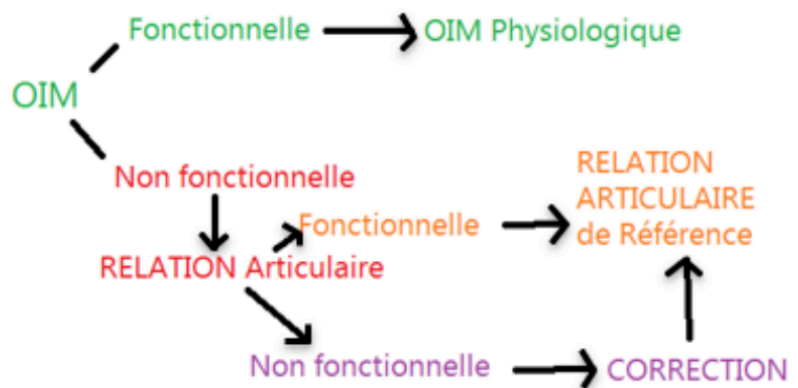 Fonctionnelle OIM Physiologique
OIM
Non fonctionnelle
RELATION
ARTICULAIRE
de Référence
Fonctionnelle
RELATION Articulaire
Non fonctionnelle CORRECTION